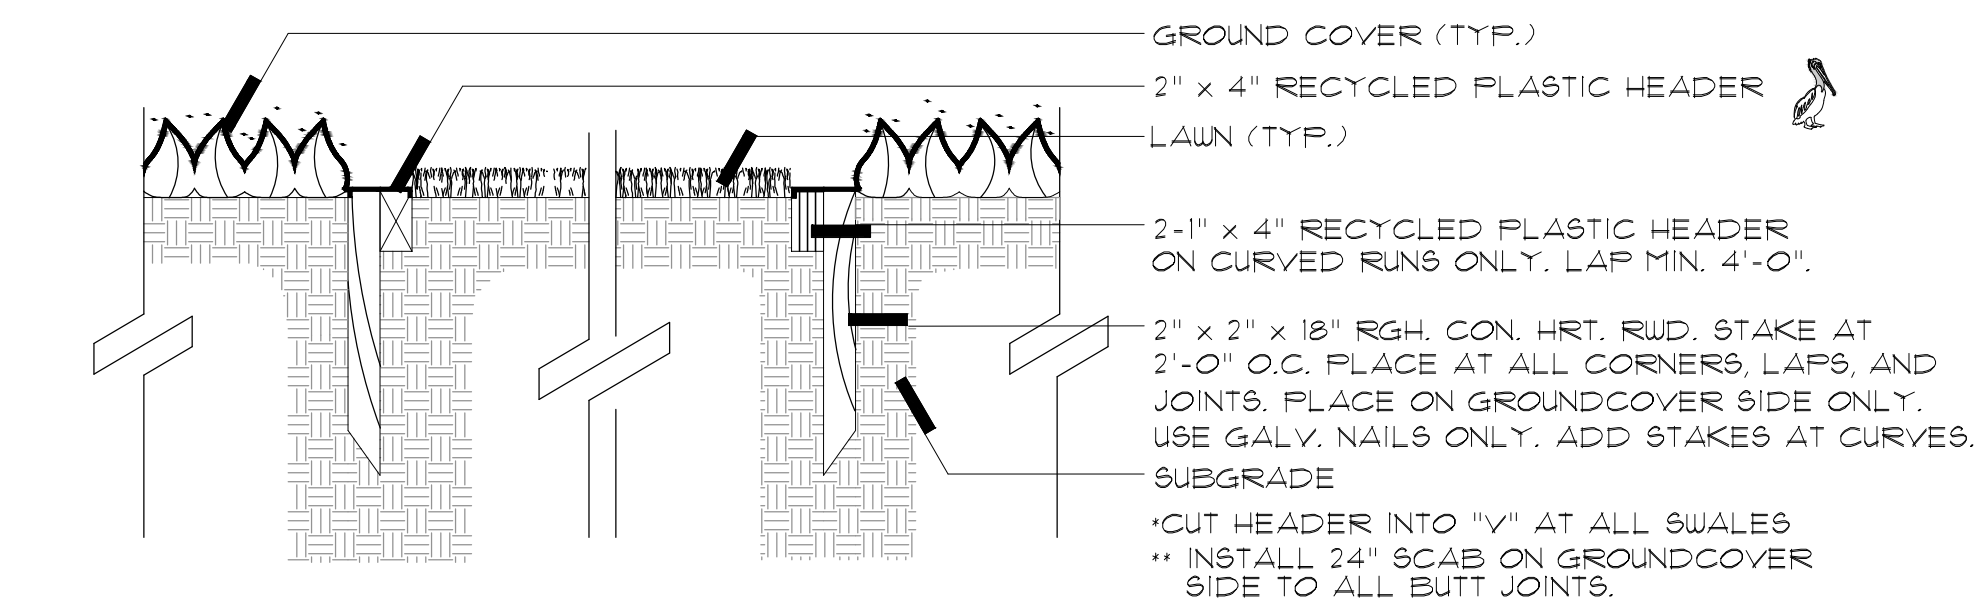 GROUND COVER (TYP.)
2" x 4" RECYCLED PLASTIC HEADER
LAWN (TYP.)
2-1" x 4" RECYCLED PLASTIC HEADER
ON CURVED RUNS ONLY. LAP MIN. 4'-0".
2" x 2" x 18" RGH. CON. HRT. RWD. STAKE AT
2'-0" O.C. PLACE AT ALL CORNERS, LAPS, AND
JOINTS. PLACE ON GROUNDCOVER SIDE ONLY.
USE GALV. NAILS ONLY. ADD STAKES AT CURVES.
SUBGRADE
*CUT HEADER INTO "V" AT ALL SWALES
** INSTALL 24" SCAB ON GROUNDCOVER
SIDE TO ALL BUTT JOINTS.